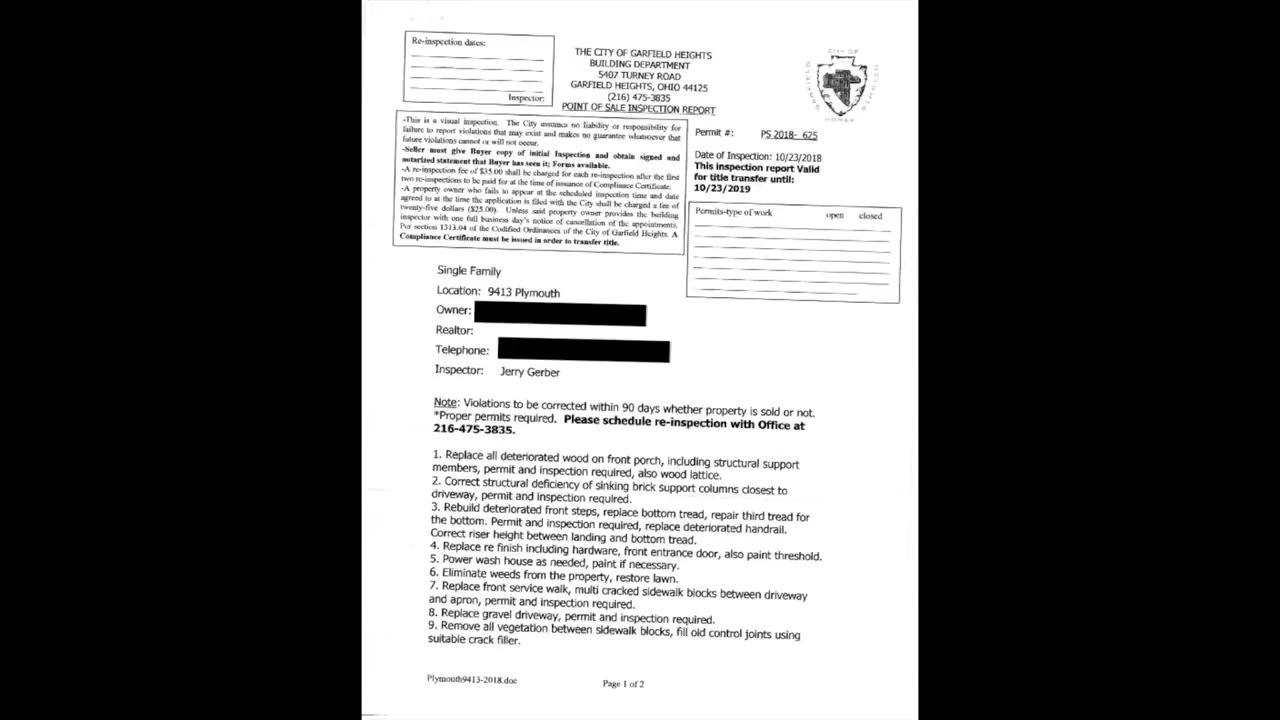 Re-inspection dates:
Inspector:
THE CITY OF GARFIELD HEIGHTS
BUILDING DEPARTMENT
5407 TURNEY ROAD
GARFIELD HEIGHTS, OHIO 44125
(216) 475-3835
POINT OF SALE INSPECTION REPORT
CITY OF
GARFIELD
HEIGHTS
HOMES
-This is a visual inspection. The City assumes no liability or responsibility for
failure to report violations that may exist and makes no guarantee whatsoever that
future violations cannot or will not occur.
-Seller must give Buyer copy of initial Inspection and obtain signed and
notarized statement that Buyer has seen it; Forms available.
-A re-inspection fee of $35.00 shall be charged for each re-inspection after the first
two re-inspections to be paid for at the time of issuance of Compliance Certificate.
-A property owner who fails to appear at the scheduled inspection time and date
agreed to at the time the application is filed with the City shall be charged a fee of
twenty-five dollars ($25.00). Unless said property owner provides the building
inspector with one full business day's notice of cancellation of the appointments.
Per section 1313.04 of the Codified Ordinances of the City of Garfield Heights. A
Compliance Certificate must be issued in order to transfer title.
Permit #: PS 2018- 625
Date of Inspection: 10/23/2018
This inspection report Valid
for title transfer until:
10/23/2019
Permits-type of work open closed
Single Family
Location: 9413 Plymouth
Owner:
Realtor:
Telephone:
Inspector: Jerry Gerber
Note: Violations to be corrected within 90 days whether property is sold or not.
*Proper permits required. Please schedule re-inspection with Office at
216-475-3835.
1. Replace all deteriorated wood on front porch, including structural support
members, permit and inspection required, also wood lattice.
2. Correct structural deficiency of sinking brick support columns closest to
driveway, permit and inspection required.
3. Rebuild deteriorated front steps, replace bottom tread, repair third tread for
the bottom. Permit and inspection required, replace deteriorated handrail.
Correct riser height between landing and bottom tread.
4. Replace re finish including hardware, front entrance door, also paint threshold.
5. Power wash house as needed, paint if necessary.
6. Eliminate weeds from the property, restore lawn.
7. Replace front service walk, multi cracked sidewalk blocks between driveway
and apron, permit and inspection required.
8. Replace gravel driveway, permit and inspection required.
9. Remove all vegetation between sidewalk blocks, fill old control joints using
suitable crack filler.
Plymouth9413-2018.doc
Page 1 of 2